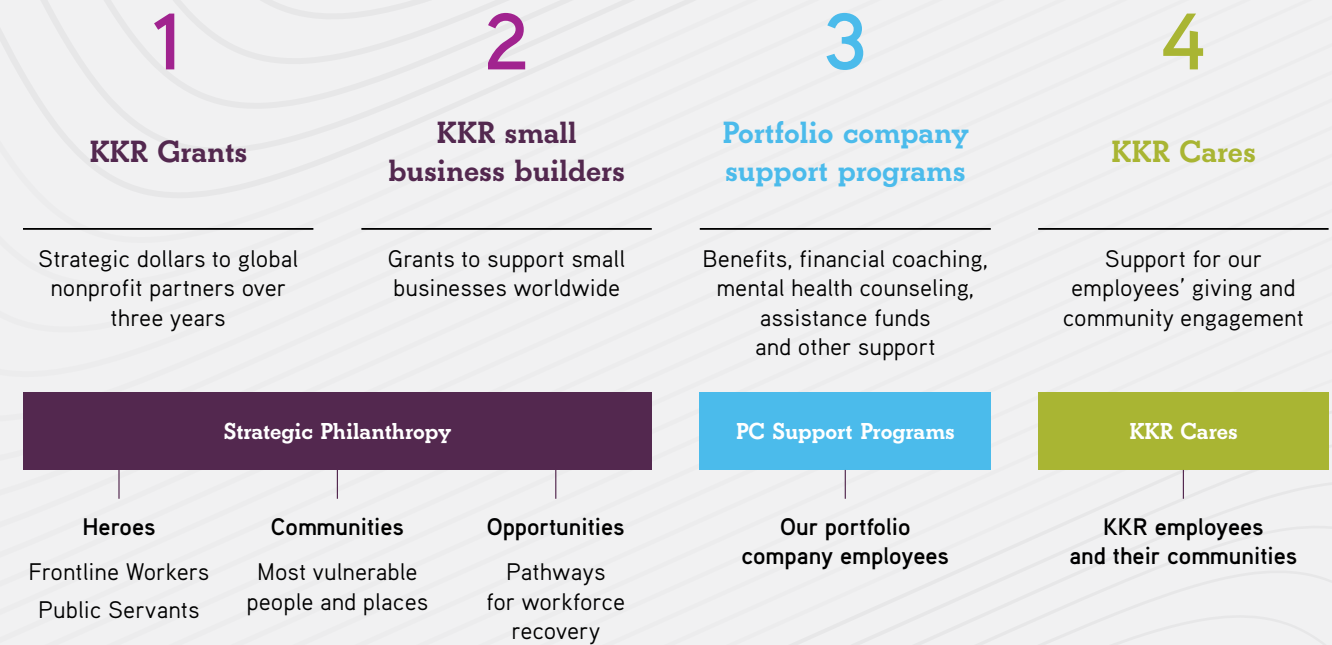 1
KKR Grants
Strategic dollars to global
nonprofit partners over
three years
2
KKR small
business builders
Grants to support small
businesses worldwide
3
Portfolio company
support programs
Benefits, financial coaching,
mental health counseling,
assistance funds
and other support
4
KKR Cares
Support for our
employees’ giving and
community engagement
Strategic Philanthropy
Heroes
Frontline Workers
Public Servants
Communities
Most vulnerable
people and places
Opportunities
Pathways
for workforce
recovery
PC Support Programs
Our portfolio
company employees
KKR Cares
KKR employees
and their communities